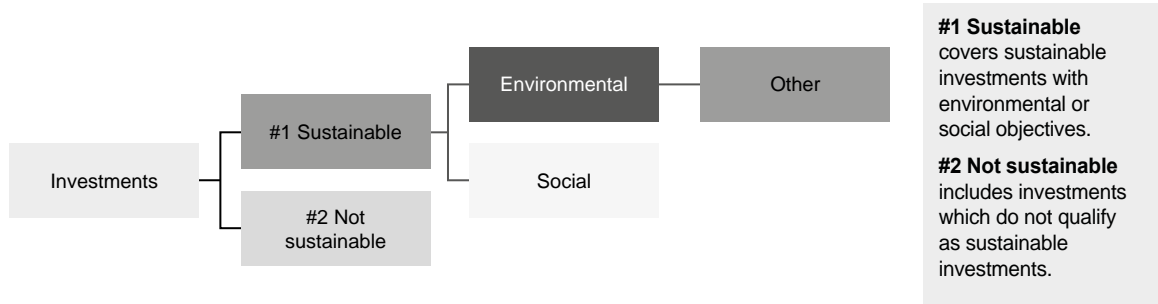 Investments
#1 Sustainable
#2 Not
sustainable
Environmental
Social
Other
#1 Sustainable
covers sustainable
investments with
environmental or
social objectives.
#2 Not sustainable
includes investments
which do not qualify
as sustainable
investments.